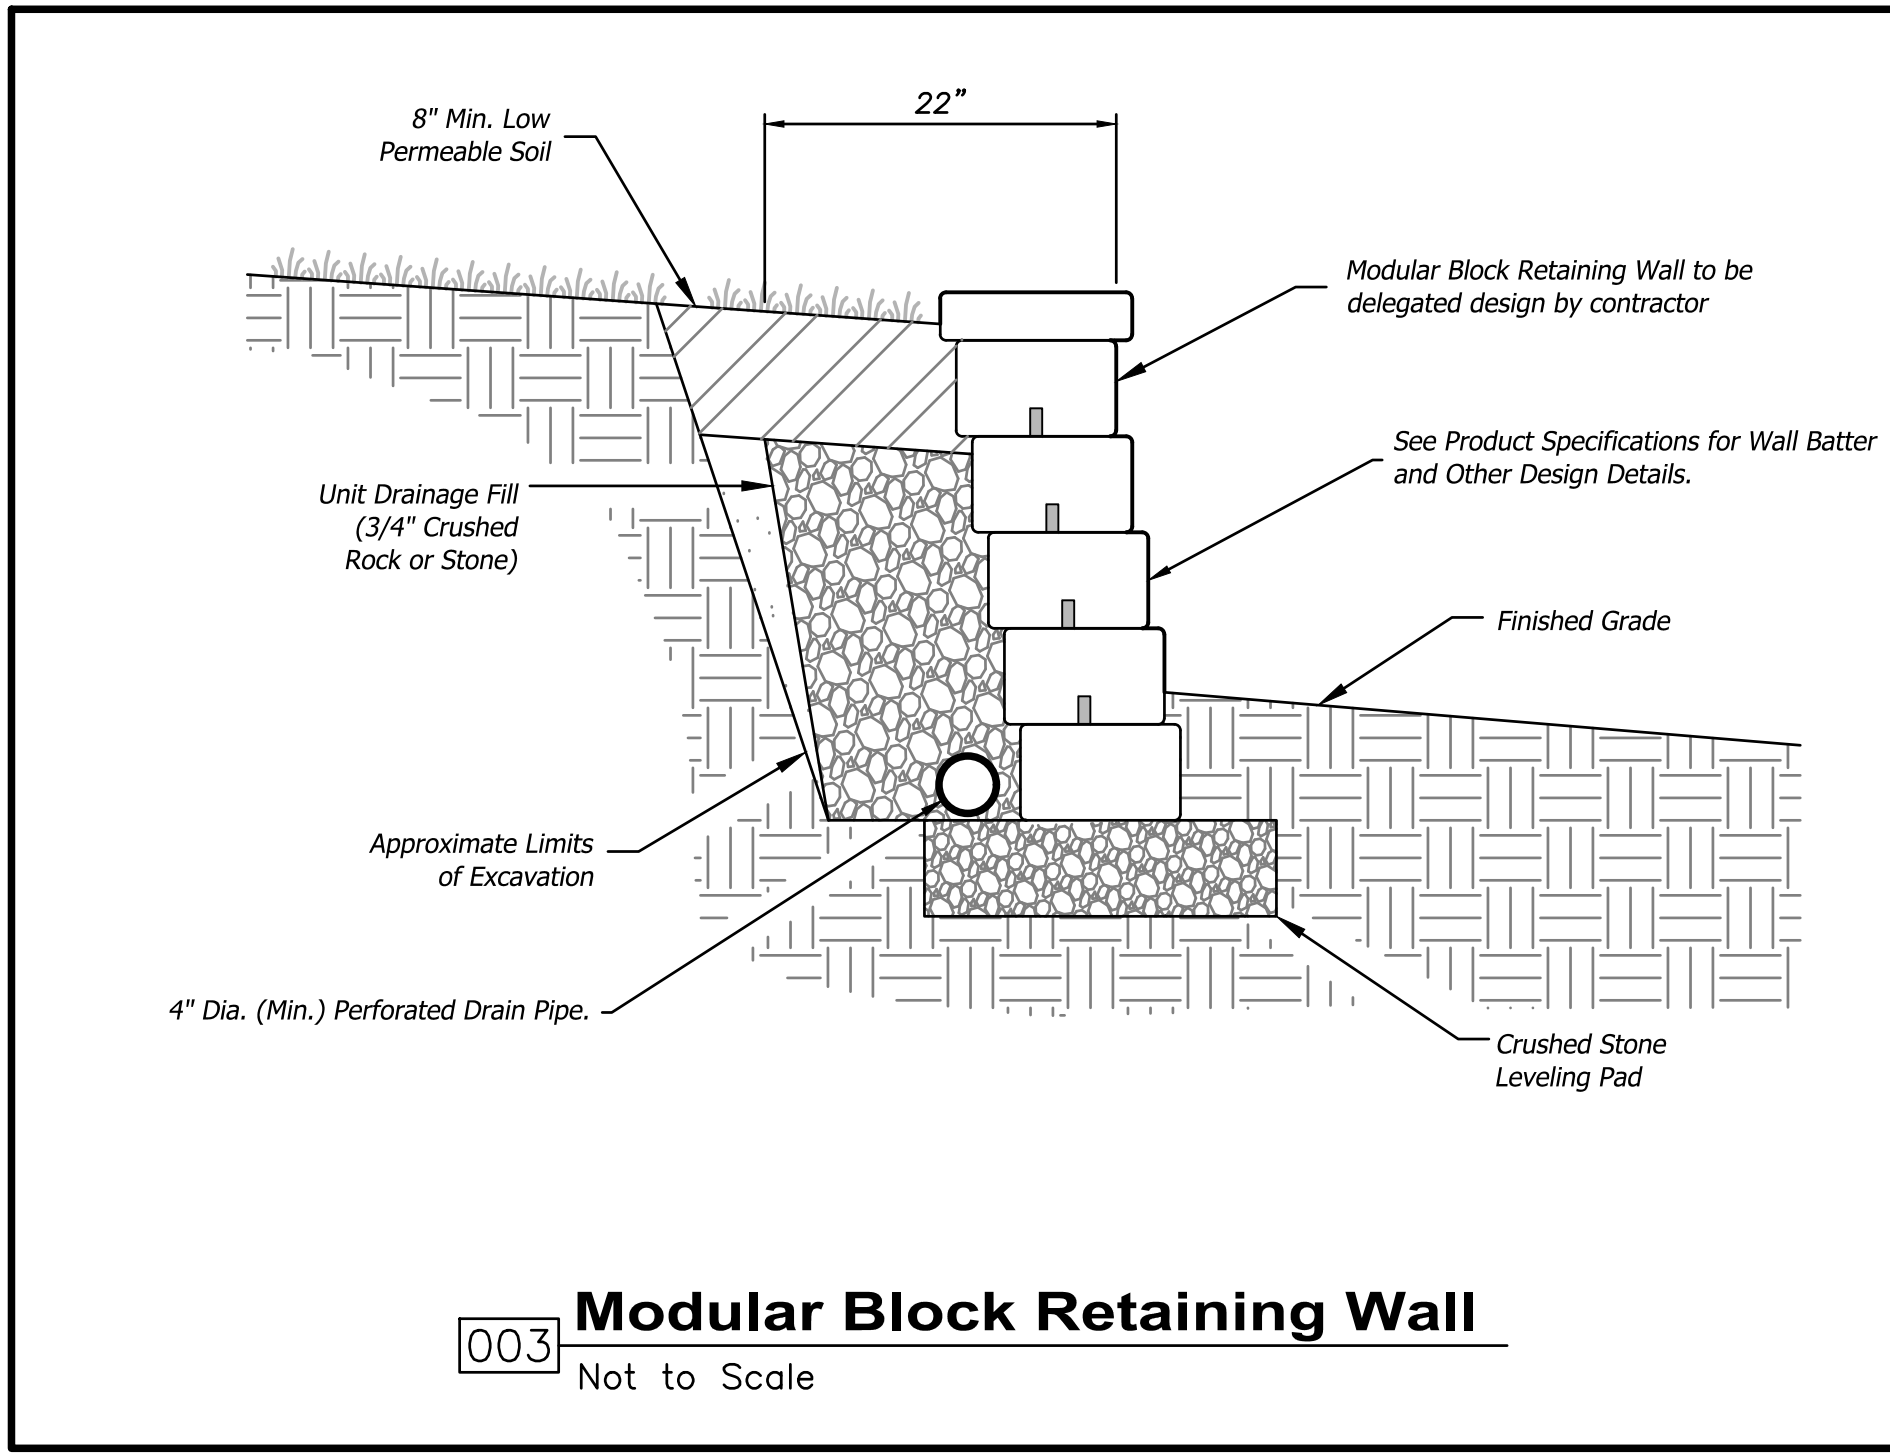 22”
8" Min. Low
Permeable Soil
Modular Block Retaining Wall to be
delegated design by contractor
See Product Specifications for Wall Batter
and Other Design Details.
Unit Drainage Fill
(3/4" Crushed
Rock or Stone)
Finished Grade
Approximate Limits
of Excavation
4" Dia. (Min.) Perforated Drain Pipe.
Crushed Stone
Leveling Pad
003
Modular Block Retaining Wall
Not to Scale